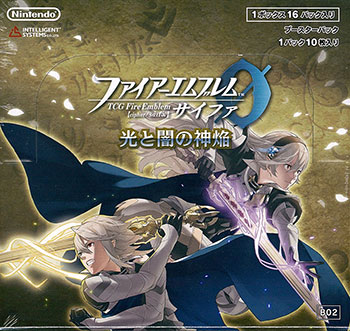 Nintendo
INTELLIGENT
SYSTEMS
1ボックス16パック入り
ブースターパック
1パック10枚入り
ファイアーエムブレム0
TM
TCG Fire Emblem
サイファ
光と闇の神焔
B02